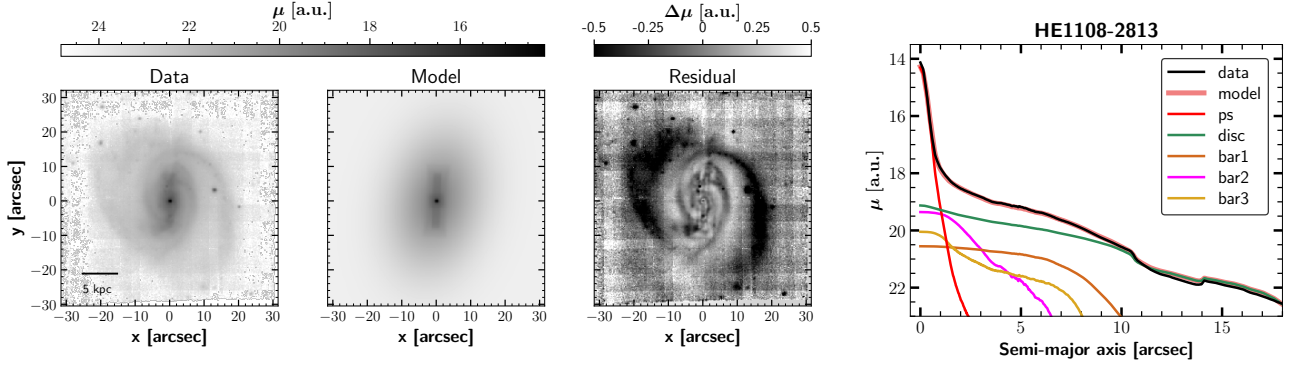 μ [a.u.]
24 22 20 18 16
Δμ [a.u.]
-0.5 -0.25 0 0.25 0.5
HE1108-2813
Data
Model
Residual
y [arcsec]
30
20
10
0
−10
−20
−30
5 kpc
−30 −20 −10 0 10 20 30
x [arcsec]
−30 −20 −10 0 10 20 30
x [arcsec]
−30 −20 −10 0 10 20 30
x [arcsec]
μ [a.u.]
14
16
18
20
22
data
model
ps
disc
bar1
bar2
bar3
0 5 10 15
Semi-major axis [arcsec]